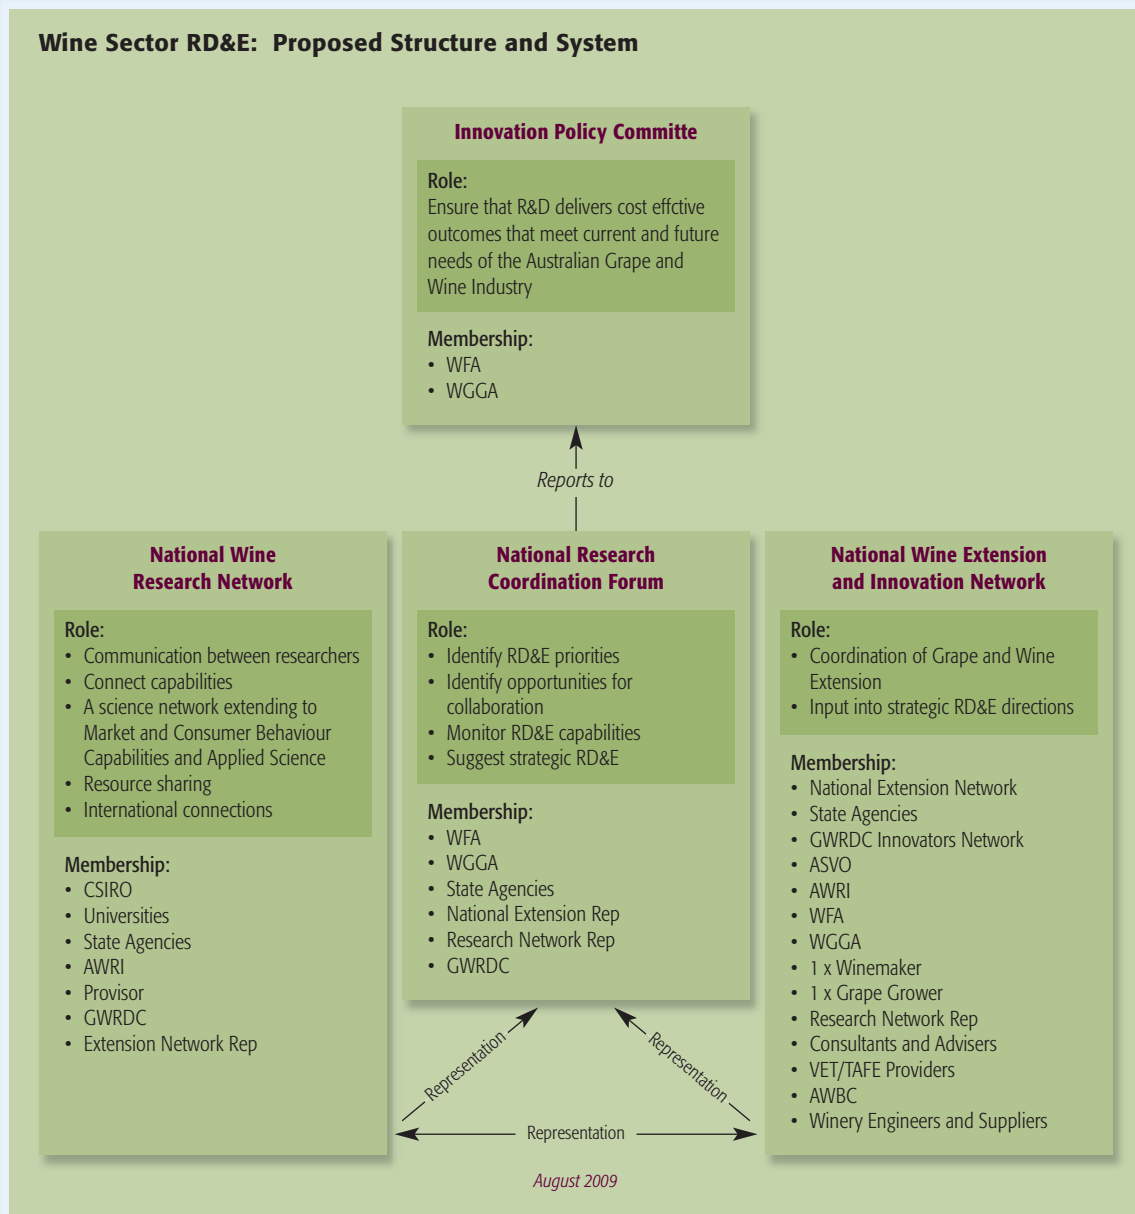 Wine Sector RD&E: Proposed Structure and System
Innovation Policy Committe
Role:
Ensure that R&D delivers cost effctive
outcomes that meet current and future
needs of the Australian Grape and
Wine Industry
Membership:
• WFA
• WGGA
Reports to
National Wine
Research Network
Role:
• Communication between researchers
• Connect capabilities
• A science network extending to
Market and Consumer Behaviour
Capabilities and Applied Science
• Resource sharing
• International connections
Membership:
• CSIRO
• Universities
• State Agencies
• AWRI
• Provisor
• GWRDC
• Extension Network Rep
National Research
Coordination Forum
Role:
• Identify RD&E priorities
• Identify opportunities for
collaboration
• Monitor RD&E capabilities
• Suggest strategic RD&E
Membership:
• WFA
• WGGA
• State Agencies
• National Extension Rep
• Research Network Rep
• GWRDC
National Wine Extension
and Innovation Network
Role:
• Coordination of Grape and Wine
Extension
• Input into strategic RD&E directions
Membership:
• National Extension Network
• State Agencies
• GWRDC Innovators Network
• ASVO
• AWRI
• WFA
• WGGA
• 1 x Winemaker
• 1 x Grape Grower
• Research Network Rep
• Consultants and Advisers
• VET/TAFE Providers
• AWBC
• Winery Engineers and Suppliers
Representation
Representation
Representation
August 2009